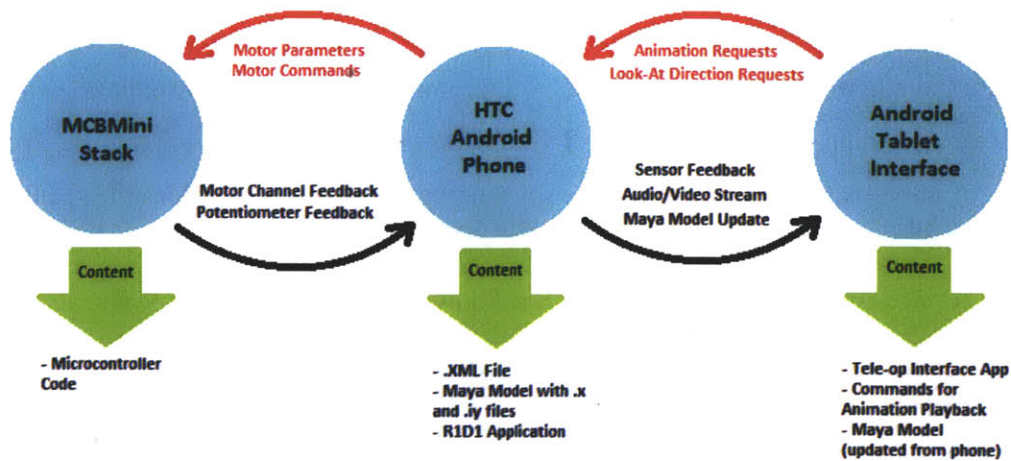 Motor Parameters
Motor Commands
Animation Requests
Look-At Direction Requests
MCBMini
Stack
HTC
Android
Phone
Android
Tablet
Interface
Motor Channel Feedback
Potentiometer Feedback
Sensor Feedback
Audio/Video Stream
Maya Model Update
Content
Content
Content
- Microcontroller
Code
- .XML File
- Maya Model with .x
and .iy files
- R1D1 Application
- Tele-op Interface App
- Commands for
Animation Playback
- Maya Model
(updated from phone)